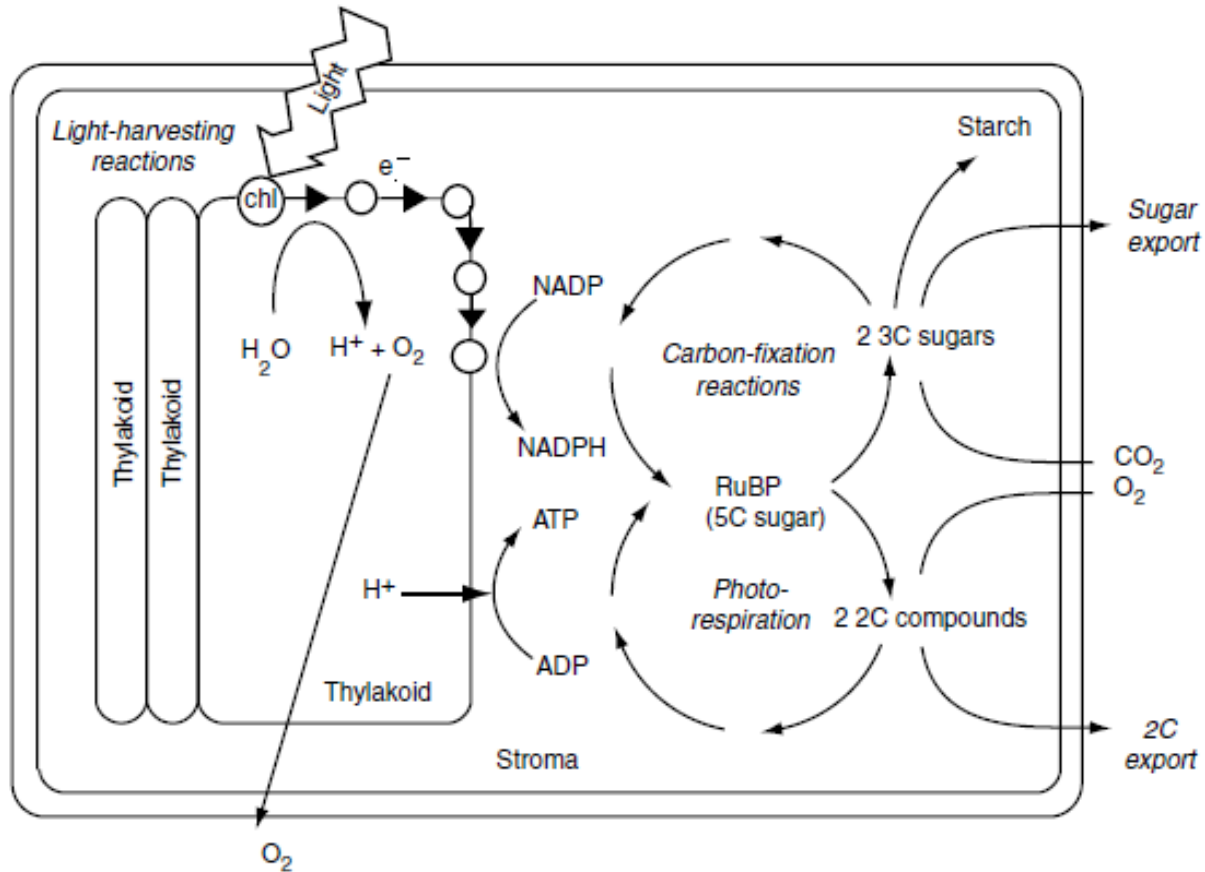 Light
Light-harvesting
reactions
chl
e⁻
H₂O
H⁺ + O₂
Thylakoid
Thylakoid
NADP
NADPH
ATP
H⁺
ADP
Thylakoid
Stroma
O₂
Starch
Sugar
export
2 3C sugars
Carbon-fixation
reactions
CO₂
O₂
RuBP
(5C sugar)
Photo-
respiration
2 2C compounds
2C
export